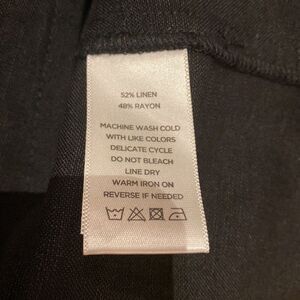 52% LINEN
48% RAYON
MACHINE WASH COLD
WITH LIKE COLORS
DELICATE CYCLE
DO NOT BLEACH
LINE DRY
WARM IRON ON
REVERSE IF NEEDED